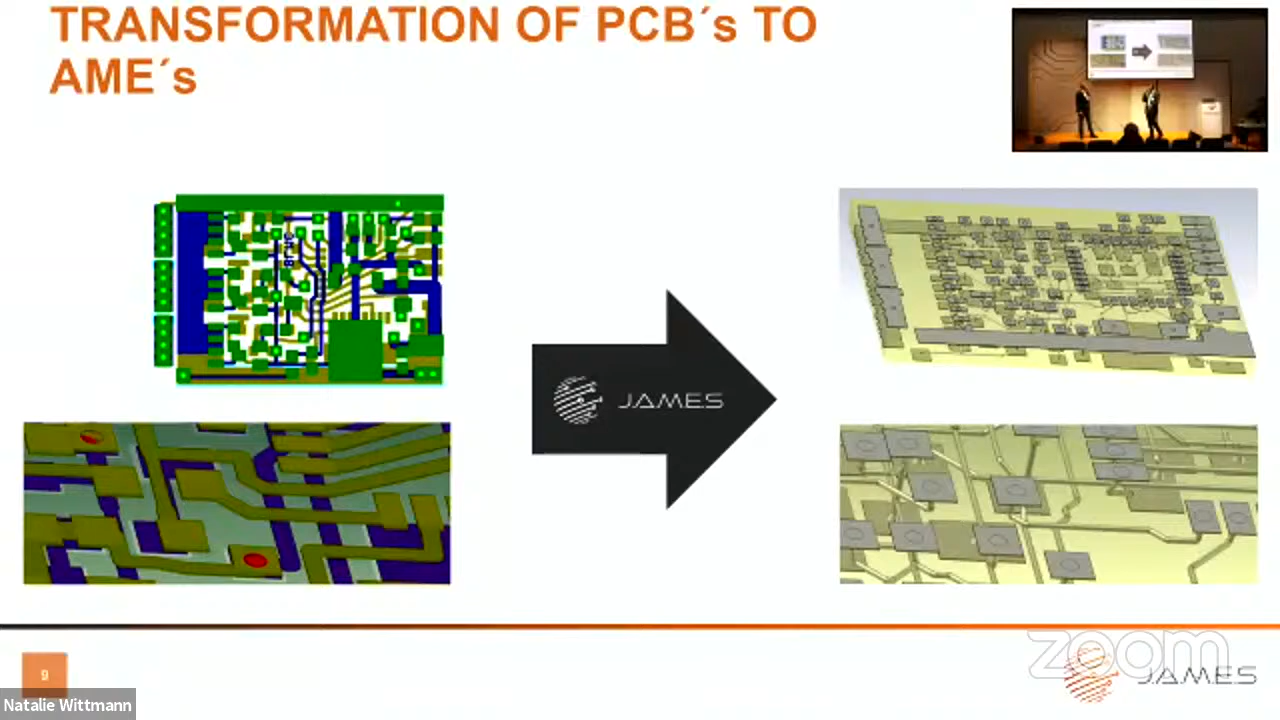 TRANSFORMATION OF PCB´s TO
AME´s
JAMES
9
zoom
JAMES
Natalie Wittmann